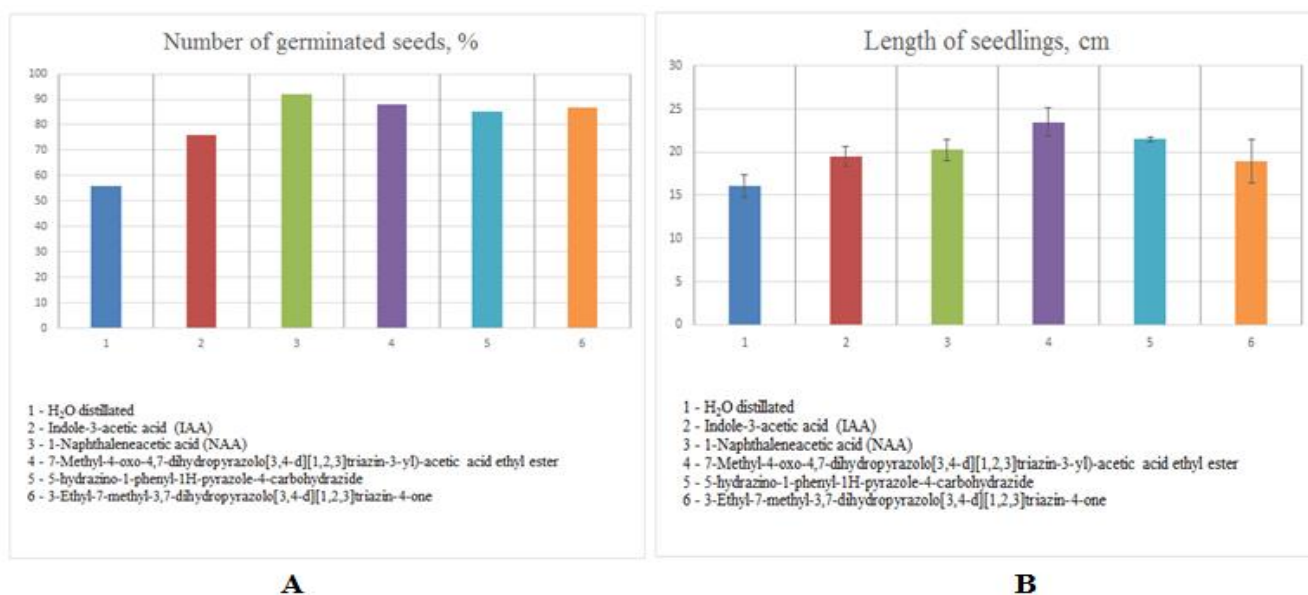 Number of germinated seeds, %
100
90
80
70
60
50
40
30
20
10
0
1 2 3 4 5 6
1 - H₂O distillated
2 - Indole-3-acetic acid (IAA)
3 - 1-Naphthaleneacetic acid (NAA)
4 - 7-Methyl-4-oxo-4,7-dihydropyrazolo[3,4-d][1,2,3]triazin-3-yl)-acetic acid ethyl ester
5 - 5-hydrazino-1-phenyl-1H-pyrazole-4-carbohydrazide
6 - 3-Ethyl-7-methyl-3,7-dihydropyrazolo[3,4-d][1,2,3]triazin-4-one
A
Length of seedlings, cm
30
25
20
15
10
5
0
1 2 3 4 5 6
1 - H₂O distillated
2 - Indole-3-acetic acid (IAA)
3 - 1-Naphthaleneacetic acid (NAA)
4 - 7-Methyl-4-oxo-4,7-dihydropyrazolo[3,4-d][1,2,3]triazin-3-yl)-acetic acid ethyl ester
5 - 5-hydrazino-1-phenyl-1H-pyrazole-4-carbohydrazide
6 - 3-Ethyl-7-methyl-3,7-dihydropyrazolo[3,4-d][1,2,3]triazin-4-one
B